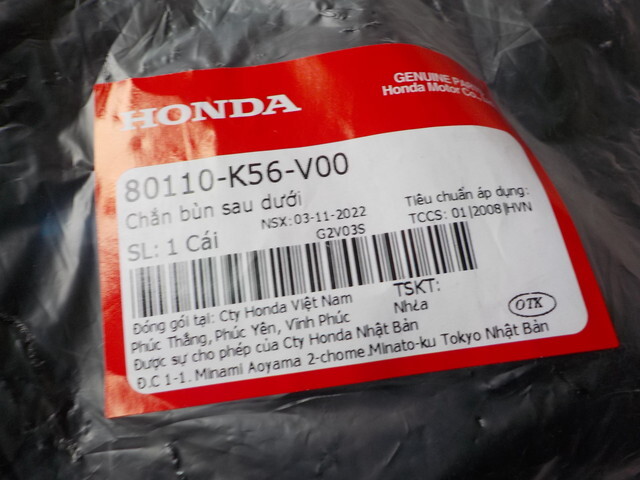 GENUINE PARTS
Honda Motor Co.,
HONDA
80110-K56-V00
Chắn bùn sau dưới
SL: 1 Cái
NSX: 03-11-2022
G2V03S
Tiêu chuẩn áp dụng:
TCCS: 01|2008|HVN
Đóng gói tại: Cty Honda Việt Nam
Phúc Thắng, Phúc Yên, Vĩnh Phúc
TSKT:
Nhựa
OTK
Được sự cho phép của Cty Honda Nhật Bản
Đ.C 1-1. Minami Aoyama 2-chome.Minato-ku Tokyo Nhật Bản